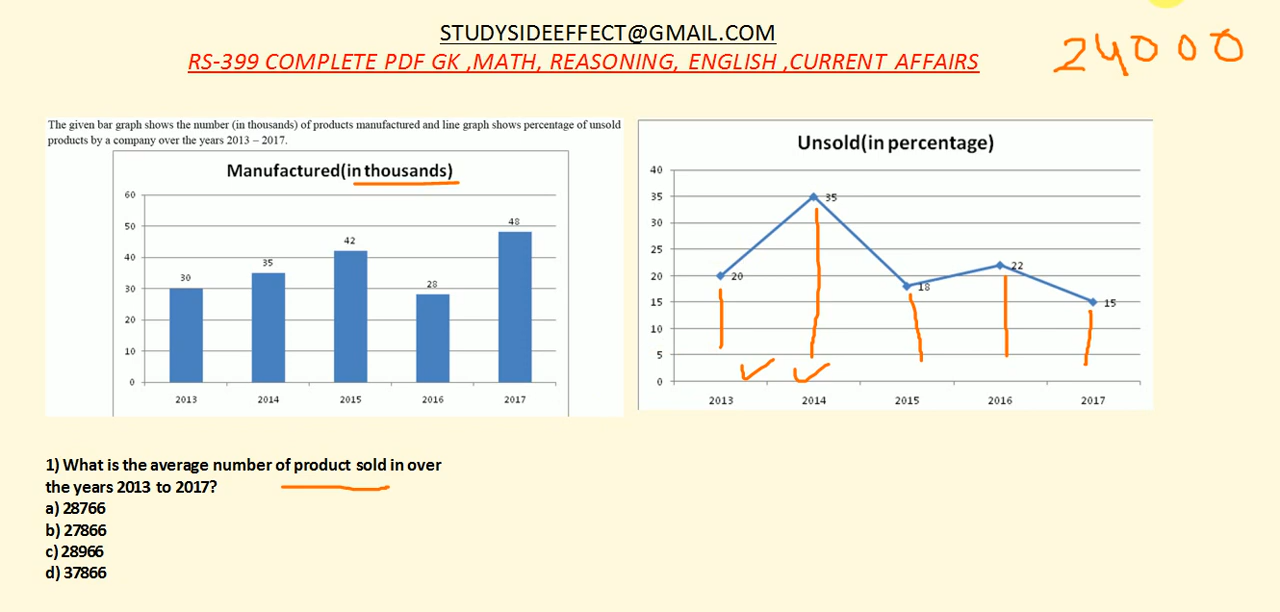 STUDYSIDEEFFECT@GMAIL.COM
RS-399 COMPLETE PDF GK ,MATH, REASONING, ENGLISH ,CURRENT AFFAIRS
24000
The given bar graph shows the number (in thousands) of products manufactured and line graph shows percentage of unsold
products by a company over the years 2013 – 2017.
Manufactured(in thousands)
60
50
40
30
20
10
0
30
35
42
28
48
2013 2014 2015 2016 2017
Unsold(in percentage)
40
35
30
25
20
15
10
5
0
20
35
18
22
15
2013 2014 2015 2016 2017
1) What is the average number of product sold in over
the years 2013 to 2017?
a) 28766
b) 27866
c) 28966
d) 37866